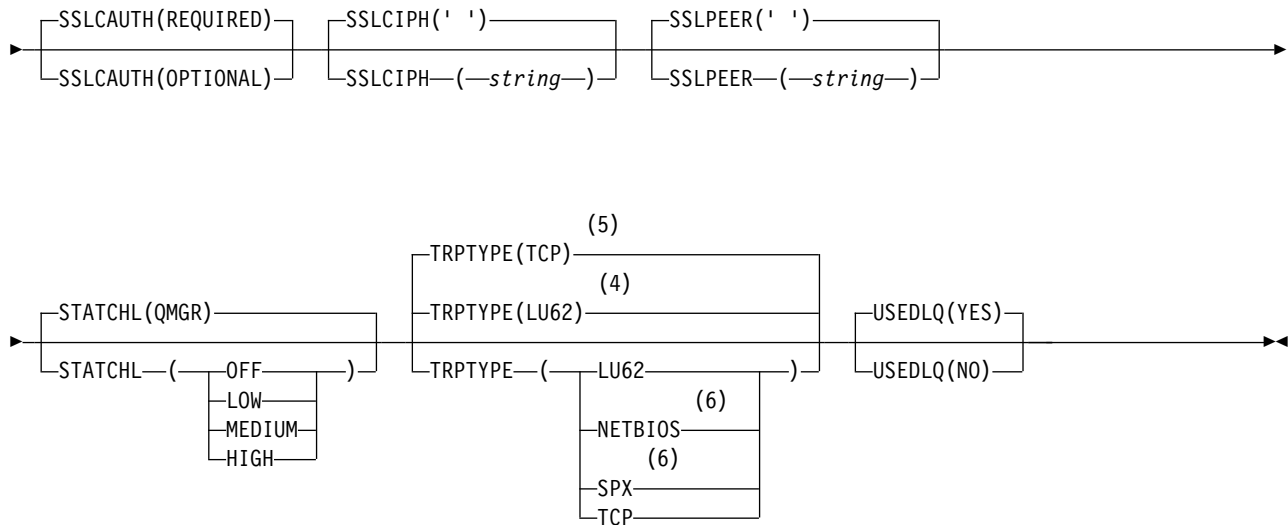 SSLCAUTH(REQUIRED) SSLCIPH(' ') SSLPEER(' ')
SSLCAUTH(OPTIONAL) SSLCIPH ( string ) SSLPEER ( string )
(5)
TRPTYPE(TCP)
(4)
STATCHL(QMGR) TRPTYPE(LU62) USEDLQ(YES)
STATCHL ( OFF ) TRPTYPE ( LU62 ) USEDLQ(NO)
LOW (6)
MEDIUM NETBIOS
HIGH (6)
SPX
TCP